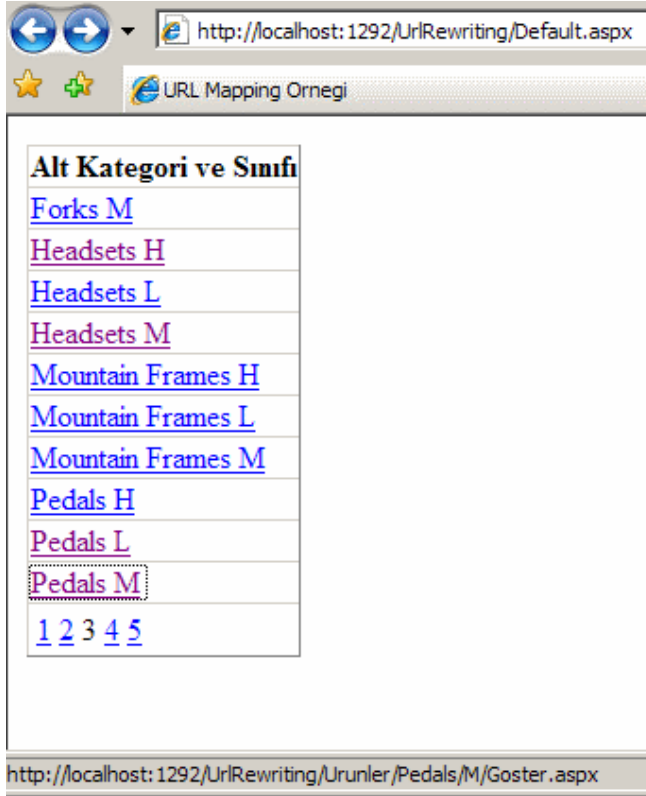 http://localhost:1292/UrlRewriting/Default.aspx
URL Mapping Ornegi
Alt Kategori ve Sınıfı
Forks M
Headsets H
Headsets L
Headsets M
Mountain Frames H
Mountain Frames L
Mountain Frames M
Pedals H
Pedals L
Pedals M
1 2 3 4 5
http://localhost:1292/UrlRewriting/Urunler/Pedals/M/Goster.aspx